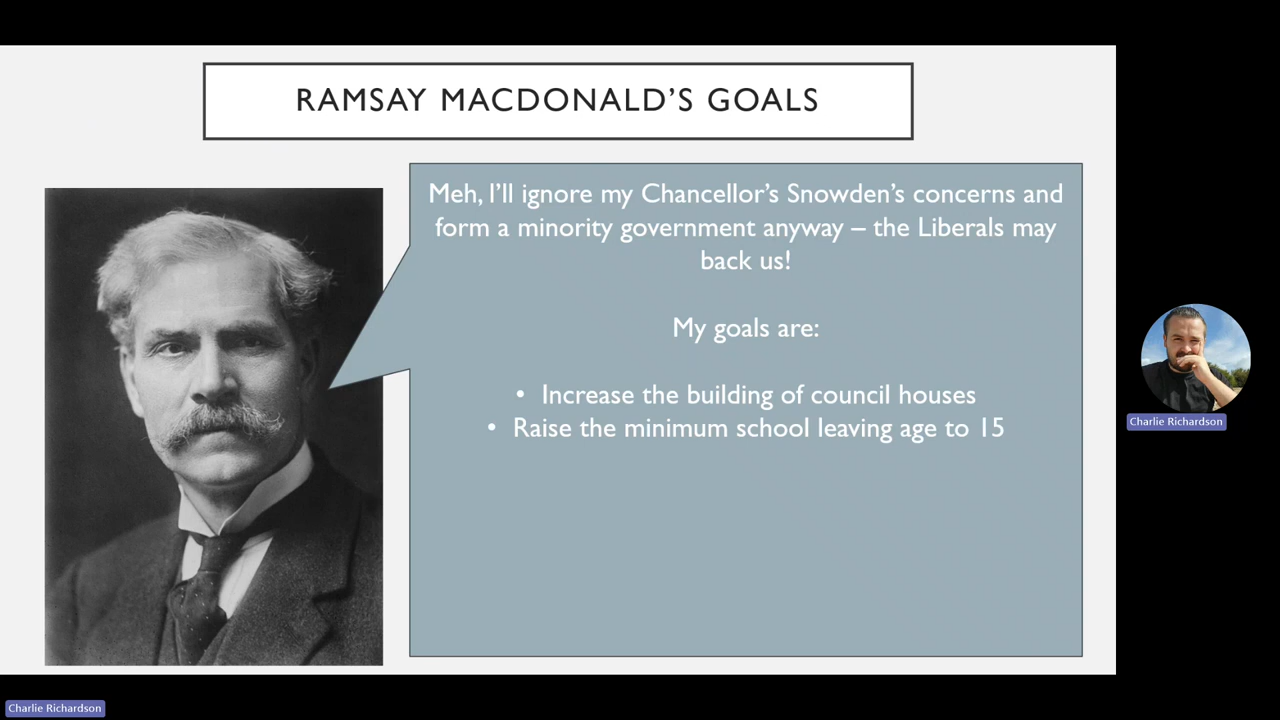 RAMSAY MACDONALD’S GOALS
Meh, I’ll ignore my Chancellor’s Snowden’s concerns and
form a minority government anyway – the Liberals may
back us!
My goals are:
• Increase the building of council houses
• Raise the minimum school leaving age to 15
Charlie Richardson
Charlie Richardson